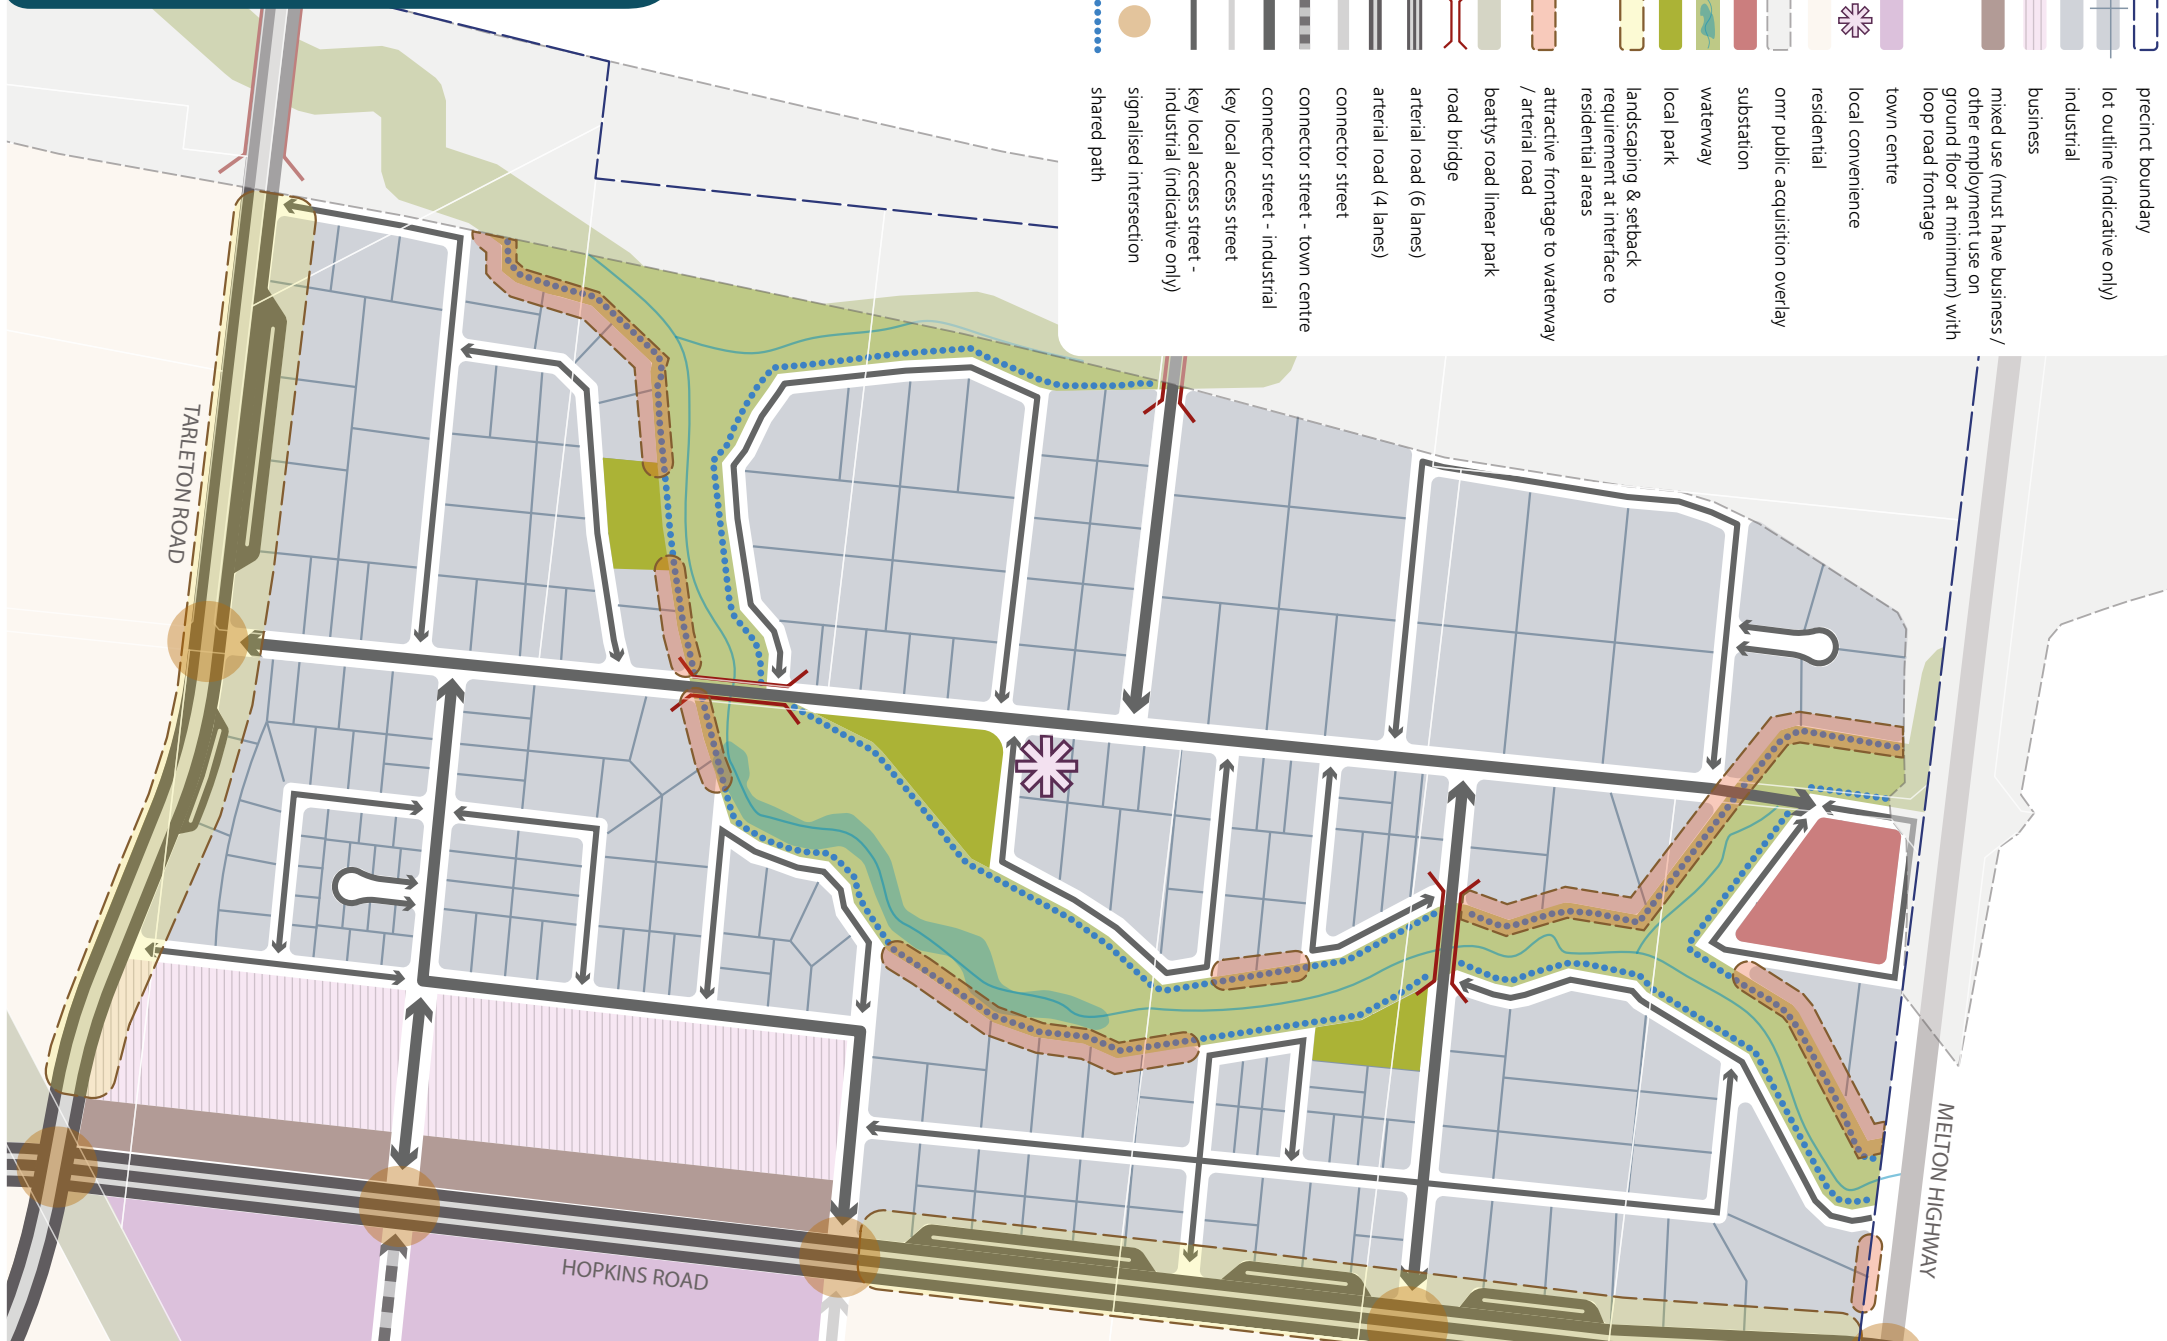 precinct boundary
lot outline (indicative only)
industrial
business
mixed use (must have business /
other employment use on
ground floor at minimum) with
loop road frontage
town centre
local convenience
residential
omr public acquisition overlay
substation
waterway
local park
landscaping & setback
requirement at interface to
residential areas
attractive frontage to waterway
/ arterial road
beattys road linear park
road bridge
arterial road (6 lanes)
arterial road (4 lanes)
connector street
connector street - town centre
connector street - industrial
key local access street
key local access street -
industrial (indicative only)
signalised intersection
shared path
TARLETON ROAD
HOPKINS ROAD
MELTON HIGHWAY